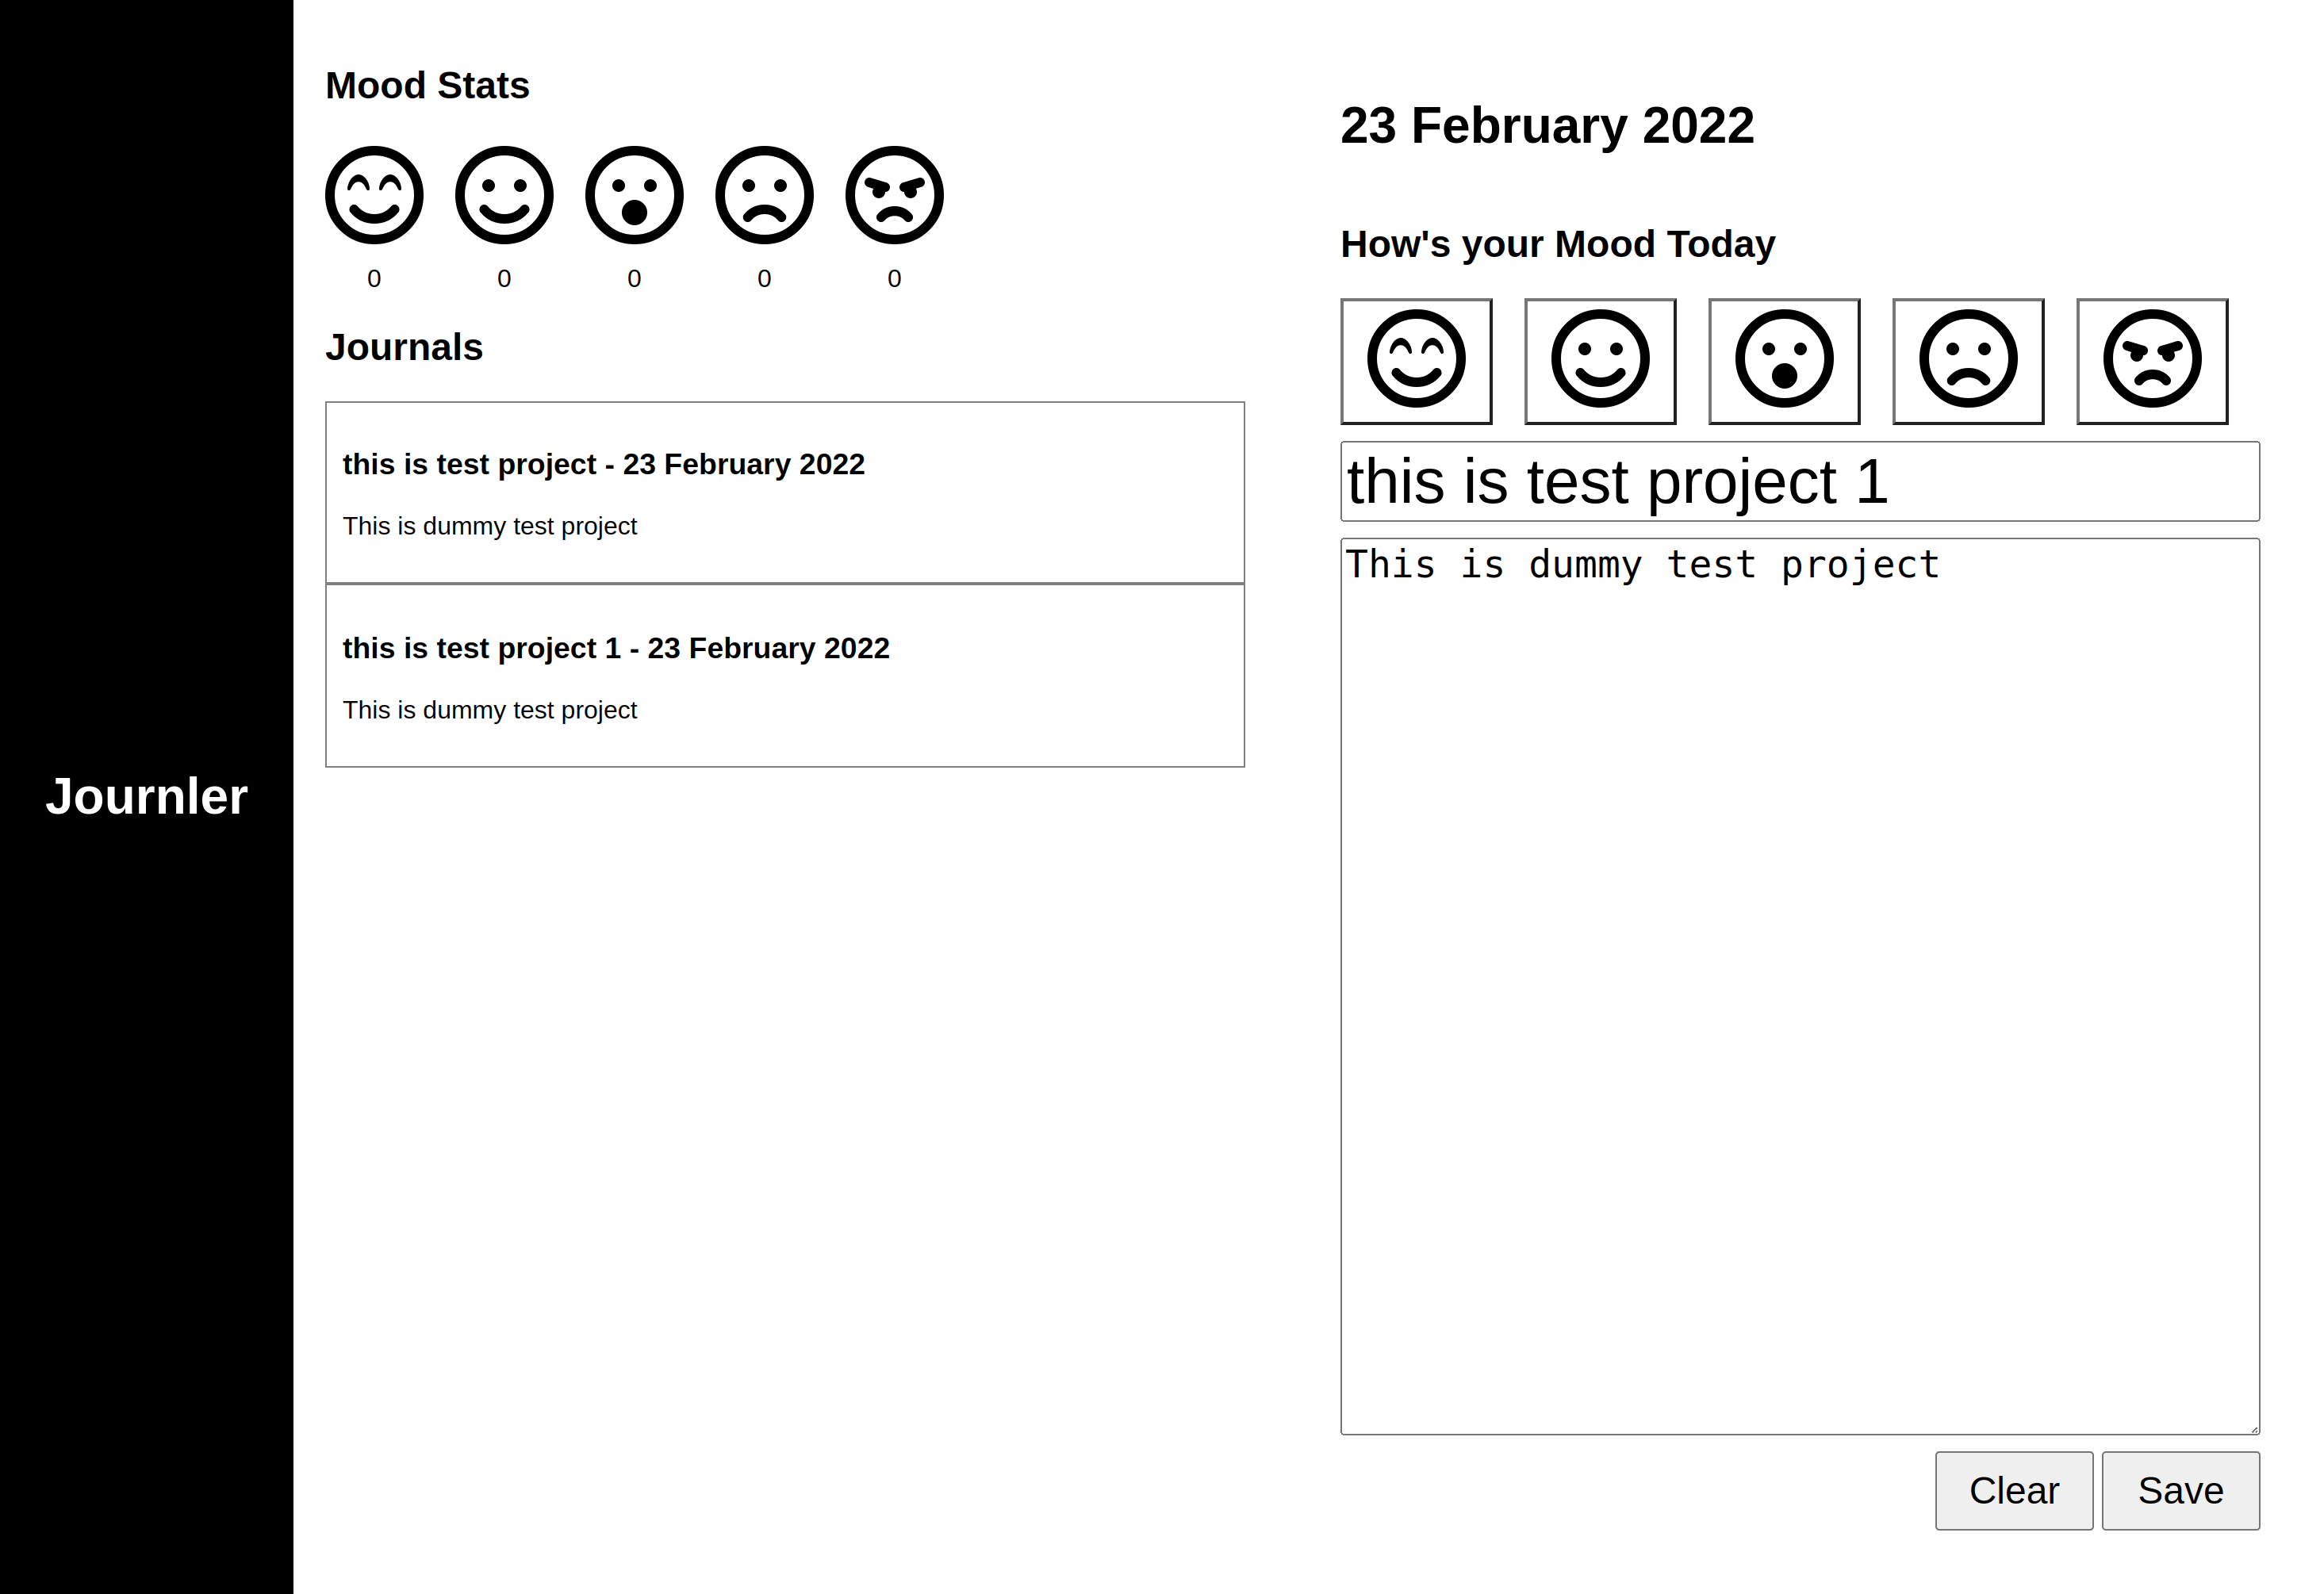 Journler
Mood Stats
0 0 0 0 0
Journals
this is test project - 23 February 2022
This is dummy test project
this is test project 1 - 23 February 2022
This is dummy test project
23 February 2022
How's your Mood Today
this is test project 1
This is dummy test project
Clear Save